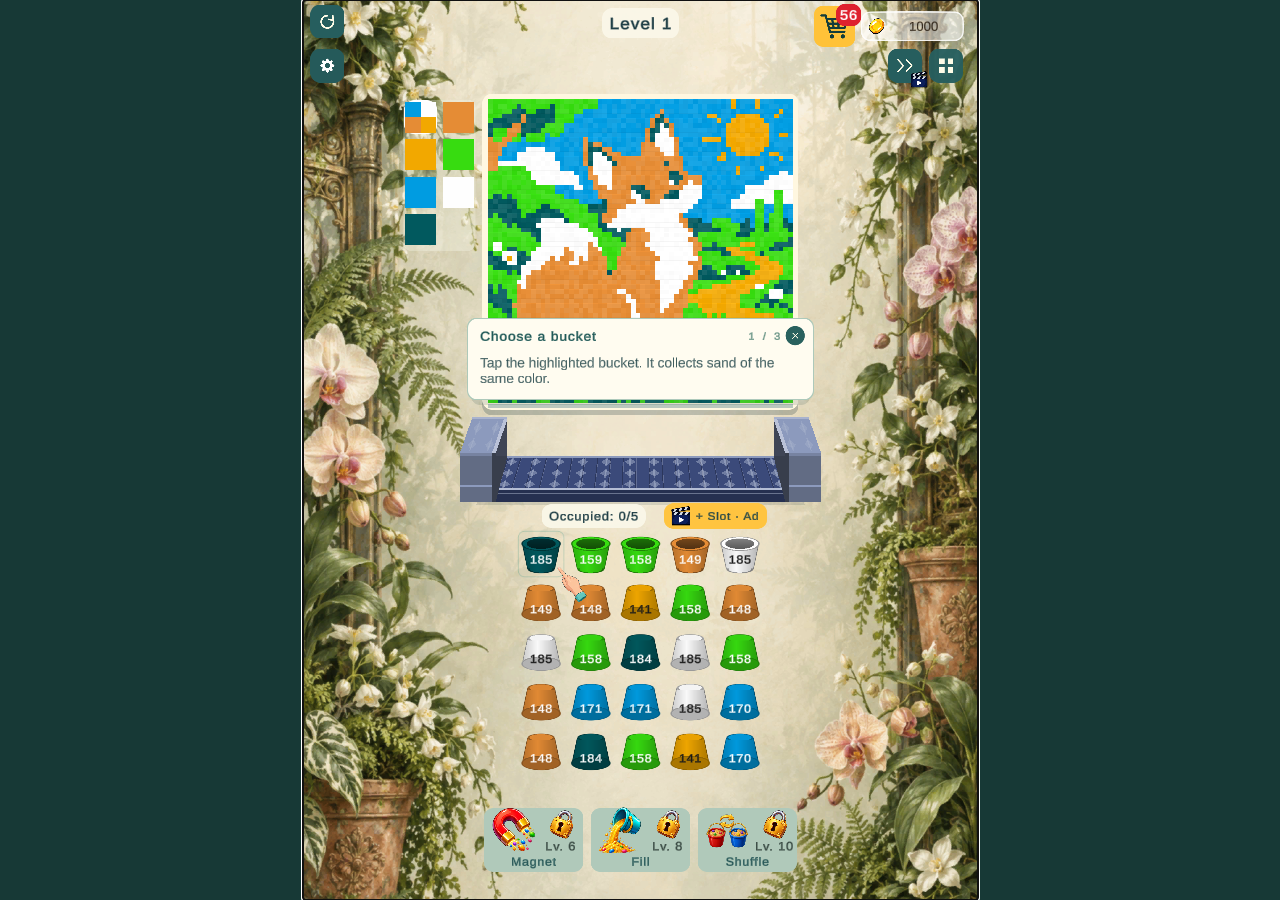 Level 1
56
1000
Choose a bucket
1 / 3
Tap the highlighted bucket. It collects sand of the
same color.
Occupied: 0/5
+ Slot · Ad
185 159 158 149 185
149 148 141 158 148
185 158 184 185 158
148 171 171 185 170
148 184 158 141 170
Lv. 6 Lv. 8 Lv. 10
Magnet Fill Shuffle